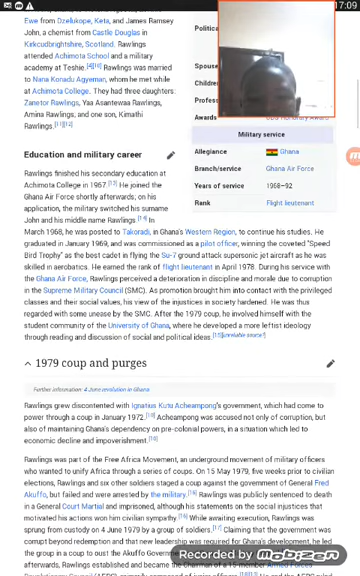 17:09
Ewe from Dzelukope, Keta, and James Ramsey
John, a chemist from Castle Douglas in
Kirkcudbrightshire, Scotland. Rawlings
attended Achimota School and a military
academy at Teshie. Rawlings was married
to Nana Konadu Agyeman, whom he met while
at Achimota College. They had three daughters:
Zanetor Rawlings, Yaa Asantewaa Rawlings,
Amina Rawlings, and one son, Kimathi
Rawlings.[11][12]
Politic
Spouse
Childre
Profes
Awards
Military service
Allegiance Ghana
Branch/service Ghana Air Force
Years of service 1968–92
Rank Flight lieutenant
Education and military career
Rawlings finished his secondary education at
Achimota College in 1967. He joined the
Ghana Air Force shortly afterwards; on his
application, the military switched his surname
John and his middle name Rawlings. In
March 1968, he was posted to Takoradi, in Ghana's Western Region, to continue his studies. He
graduated in January 1969, and was commissioned as a pilot officer, winning the coveted "Speed
Bird Trophy" as the best cadet in flying the Su-7 ground attack supersonic jet aircraft as he was
skilled in aerobatics. He earned the rank of flight lieutenant in April 1978. During his service with
the Ghana Air Force, Rawlings perceived a deterioration in discipline and morale due to corruption
in the Supreme Military Council (SMC). As promotion brought him into contact with the privileged
classes and their social values, his view of the injustices in society hardened. He was thus
regarded with some unease by the SMC. After the 1979 coup, he involved himself with the
student community of the University of Ghana, where he developed a more leftist ideology
through reading and discussion of social and political ideas.[15][unreliable source?]
1979 coup and purges
Further information: 4 June revolution in Ghana
Rawlings grew discontented with Ignatius Kutu Acheampong's government, which had come to
power through a coup in January 1972. Acheampong was accused not only of corruption, but
also of maintaining Ghana's dependency on pre-colonial powers, in a situation which led to
economic decline and impoverishment.
Rawlings was part of the Free Africa Movement, an underground movement of military officers
who wanted to unify Africa through a series of coups. On 15 May 1979, five weeks prior to civilian
elections, Rawlings and six other soldiers staged a coup against the government of General Fred
Akuffo, but failed and were arrested by the military. Rawlings was publicly sentenced to death
in a General Court Martial and imprisoned, although his statements on the social injustices that
motivated his actions won him civilian sympathy. While awaiting execution, Rawlings was
sprung from custody on 4 June 1979 by a group of soldiers. Claiming that the government was
corrupt beyond redemption and that new leadership was required for Ghana's development, he led
the group in a coup to oust the Akuffo Govern
afterwards, Rawlings established and became the Chairman of a 15-member Armed Forces
Recorded by mobizen